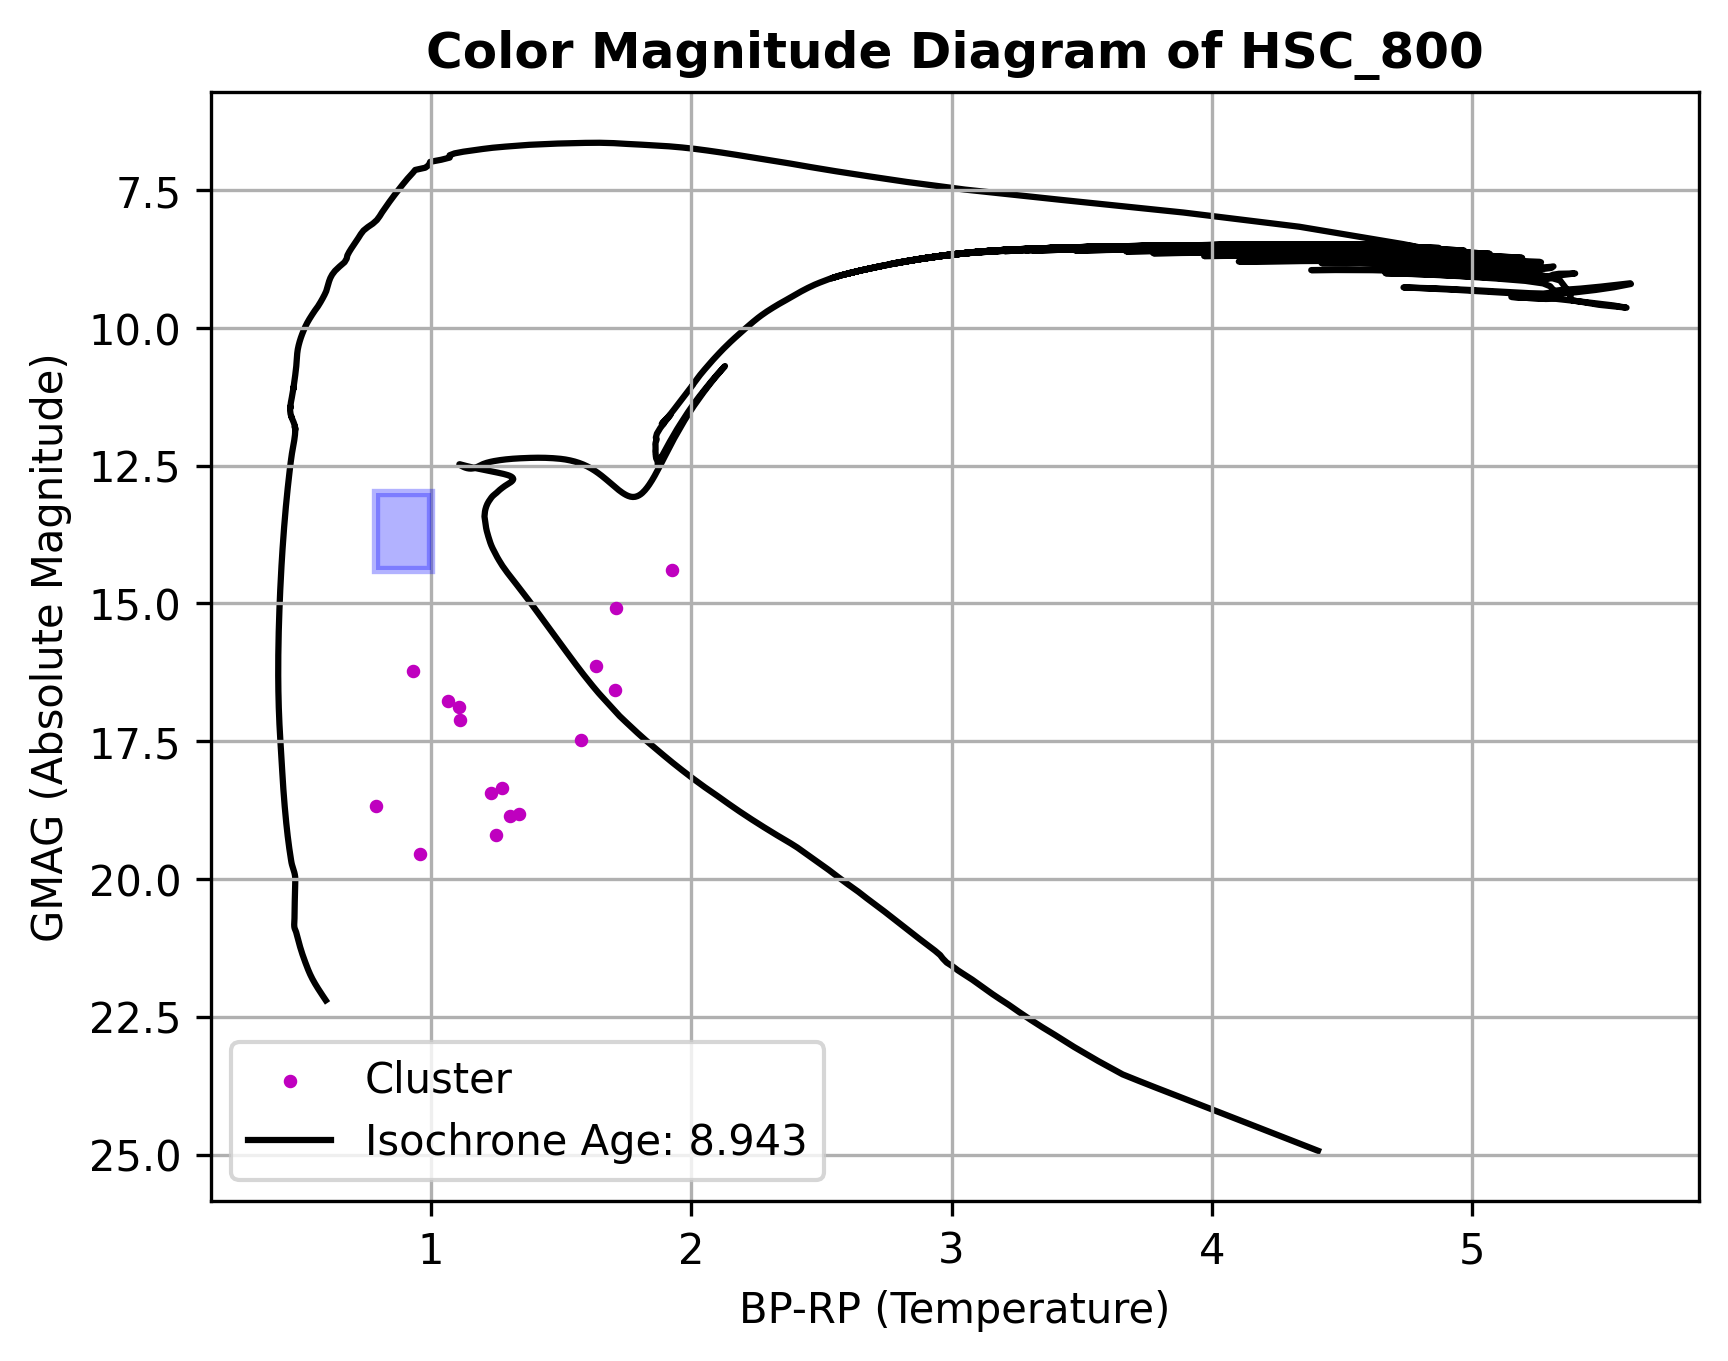 Color Magnitude Diagram of HSC_800
GMAG (Absolute Magnitude)
7.5
10.0
12.5
15.0
17.5
20.0
22.5
25.0
Cluster
Isochrone Age: 8.943
1 2 3 4 5
BP-RP (Temperature)